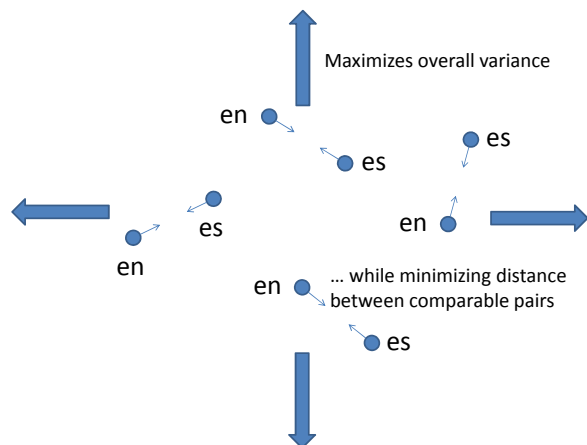 Maximizes overall variance
en
es
es
es
en
en
en
… while minimizing distance
between comparable pairs
es